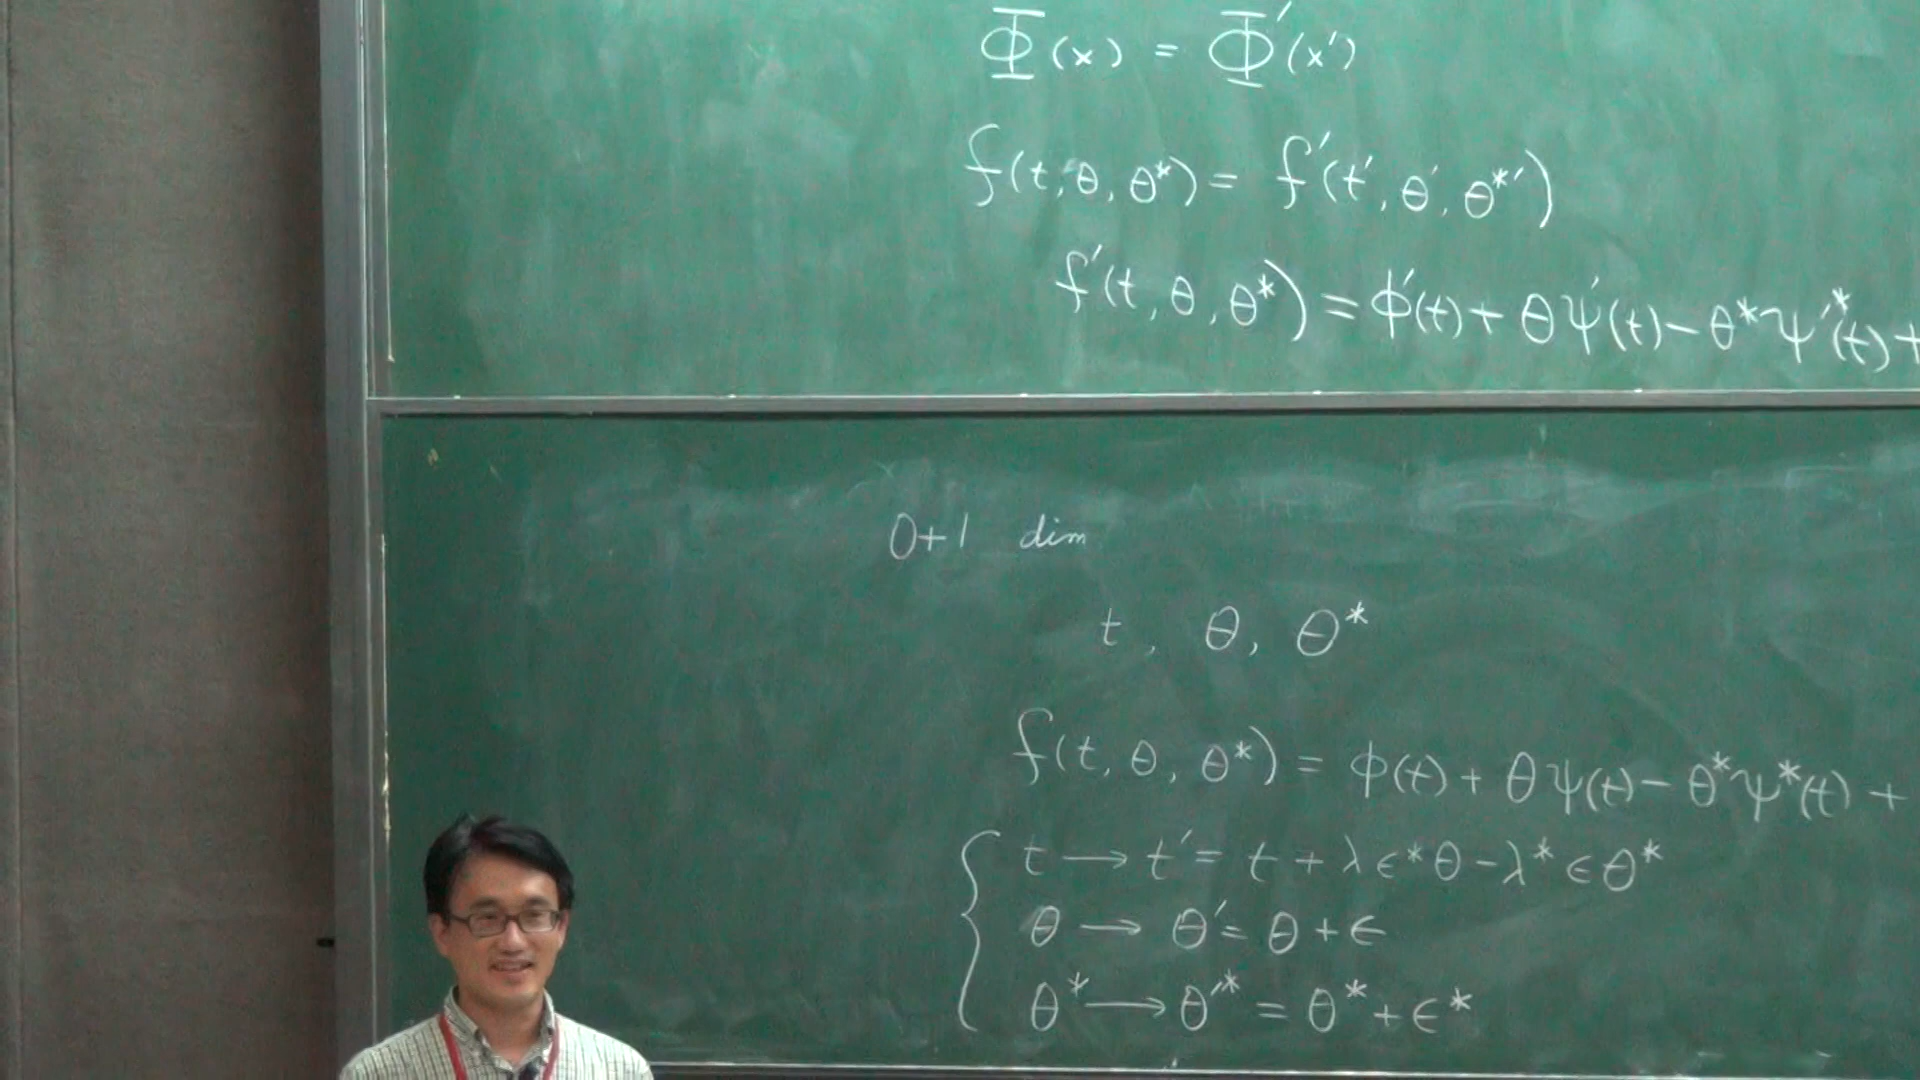 Φ(x) = Φ′(x′)
f(t, θ, θ*) = f′(t′, θ′, θ*′)
f′(t, θ, θ*) = ϕ′(t) + θψ′(t) − θ*ψ′*(t) +
0+1 dim
t, θ, θ*
f(t, θ, θ*) = ϕ(t) + θψ(t) − θ*ψ*(t) +
t → t′ = t + λϵ*θ − λ*ϵθ*
θ → θ′ = θ + ϵ
θ* → θ′* = θ* + ϵ*